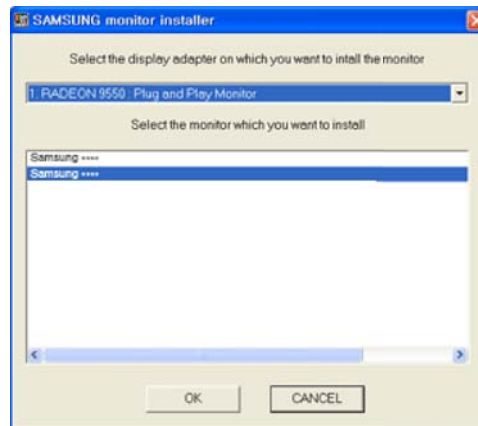 SAMSUNG monitor installer
Select the display adapter on which you want to intall the monitor
1. RADEON 9550 : Plug and Play Monitor
Select the monitor which you want to install
Samsung ****
Samsung ****
OK
CANCEL